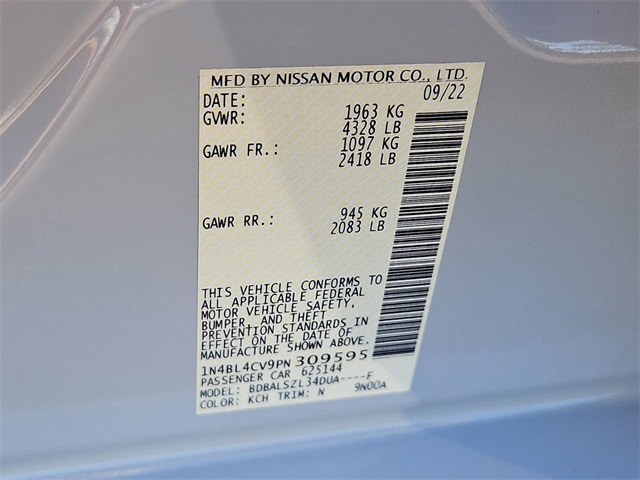 MFD BY NISSAN MOTOR CO., LTD.
DATE: 09/22
GVWR: 1963 KG
4328 LB
GAWR FR.: 1097 KG
2418 LB
GAWR RR.: 945 KG
2083 LB
THIS VEHICLE CONFORMS TO
ALL APPLICABLE FEDERAL
MOTOR VEHICLE SAFETY,
BUMPER, AND THEFT
PREVENTION STANDARDS IN
EFFECT ON THE DATE OF
MANUFACTURE SHOWN ABOVE.
1N4BL4CV9PN309595
PASSENGER CAR 625144
MODEL: BDBALSZL34DUA----F
COLOR: KCH TRIM: N 9N00A